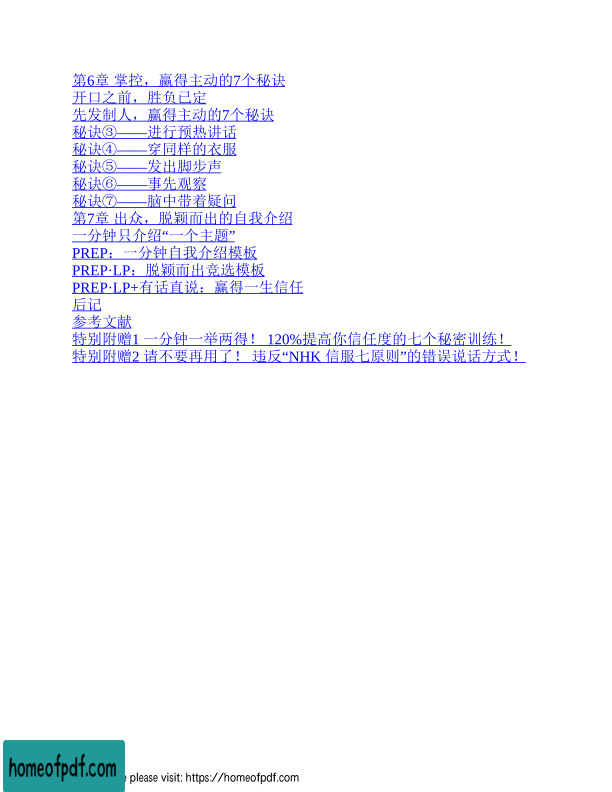 第6章 掌控，赢得主动的7个秘诀
开口之前，胜负已定
先发制人，赢得主动的7个秘诀
秘诀③——进行预热讲话
秘诀④——穿同样的衣服
秘诀⑤——发出脚步声
秘诀⑥——事先观察
秘诀⑦——脑中带着疑问
第7章 出众，脱颖而出的自我介绍
一分钟只介绍“一个主题”
PREP：一分钟自我介绍模板
PREP·LP：脱颖而出竞选模板
PREP·LP+有话直说：赢得一生信任
后记
参考文献
特别附赠1 一分钟一举两得！ 120%提高你信任度的七个秘密训练！
特别附赠2 请不要再用了！ 违反“NHK 信服七原则”的错误说话方式！
homeofpdf.com
e please visit: https://homeofpdf.com